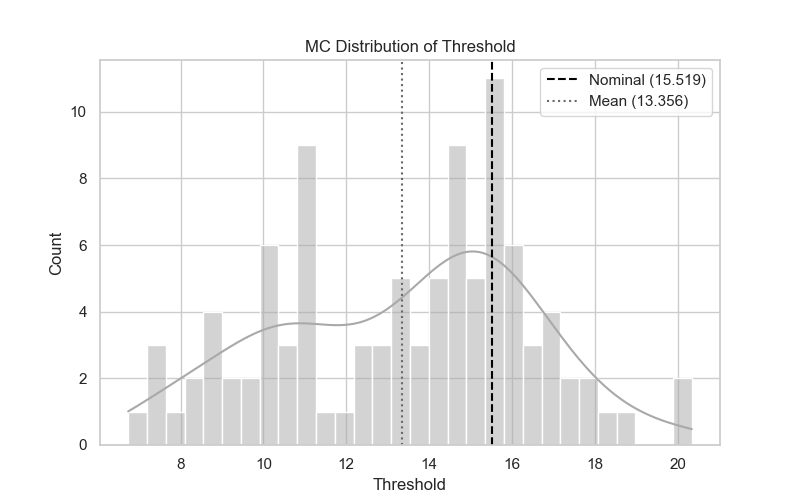 MC Distribution of Threshold
Nominal (15.519)
Mean (13.356)
Count
10
8
6
4
2
0
8 10 12 14 16 18 20
Threshold